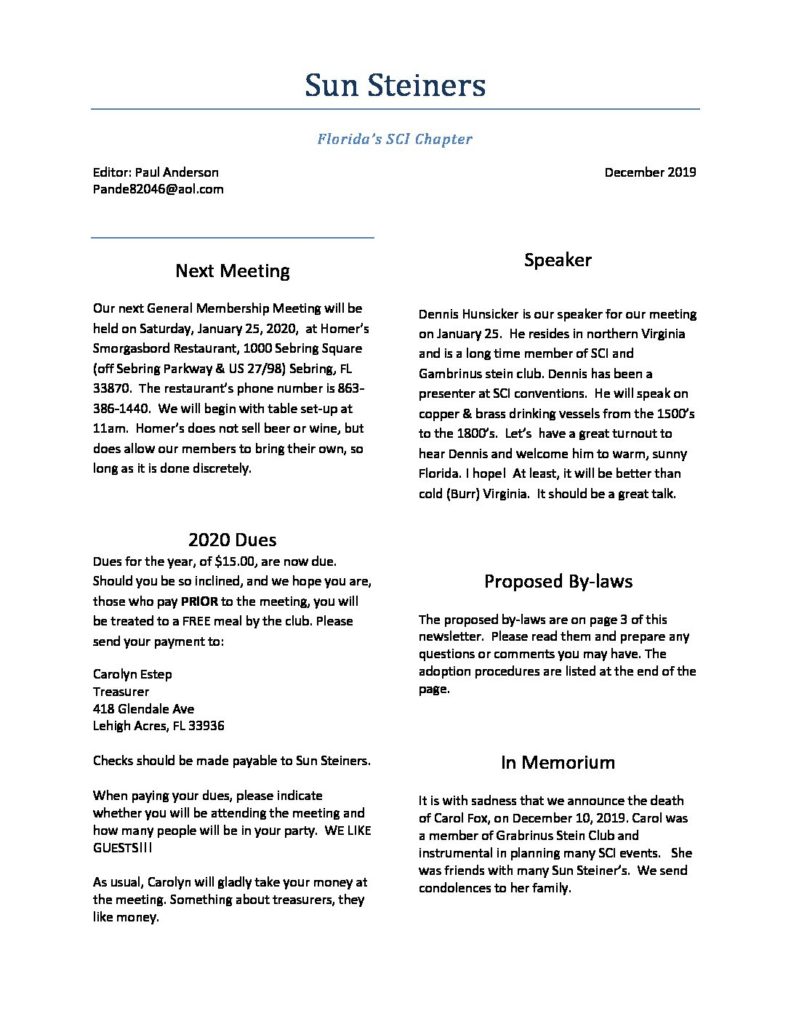 Sun Steiners
Florida's SCI Chapter
Editor: Paul Anderson
Pande82046@aol.com
December 2019
Next Meeting
Our next General Membership Meeting will be
held on Saturday, January 25, 2020, at Homer's
Smorgasbord Restaurant, 1000 Sebring Square
(off Sebring Parkway & US 27/98) Sebring, FL
33870. The restaurant's phone number is 863-
386-1440. We will begin with table set-up at
11am. Homer's does not sell beer or wine, but
does allow our members to bring their own, so
long as it is done discretely.
2020 Dues
Dues for the year, of $15.00, are now due.
Should you be so inclined, and we hope you are,
those who pay PRIOR to the meeting, you will
be treated to a FREE meal by the club. Please
send your payment to:
Carolyn Estep
Treasurer
418 Glendale Ave
Lehigh Acres, FL 33936
Checks should be made payable to Sun Steiners.
When paying your dues, please indicate
whether you will be attending the meeting and
how many people will be in your party. WE LIKE
GUESTS!!!
As usual, Carolyn will gladly take your money at
the meeting. Something about treasurers, they
like money.
Speaker
Dennis Hunsicker is our speaker for our meeting
on January 25. He resides in northern Virginia
and is a long time member of SCI and
Gambrinus stein club. Dennis has been a
presenter at SCI conventions. He will speak on
copper & brass drinking vessels from the 1500's
to the 1800's. Let's have a great turnout to
hear Dennis and welcome him to warm, sunny
Florida. I hope! At least, it will be better than
cold (Burr) Virginia. It should be a great talk.
Proposed By-laws
The proposed by-laws are on page 3 of this
newsletter. Please read them and prepare any
questions or comments you may have. The
adoption procedures are listed at the end of the
page.
In Memorium
It is with sadness that we announce the death
of Carol Fox, on December 10, 2019. Carol was
a member of Grabrinus Stein Club and
instrumental in planning many SCI events. She
was friends with many Sun Steiner's. We send
condolences to her family.